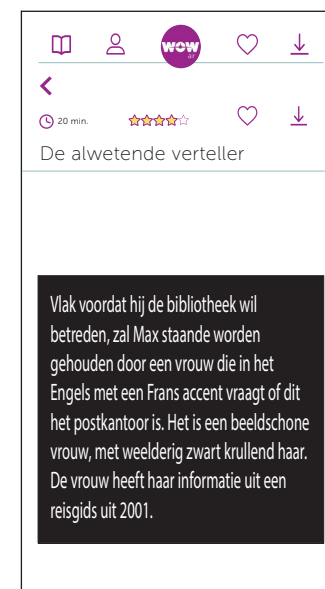 wow
air
20 min.
De alwetende verteller
Vlak voordat hij de bibliotheek wil
betreden, zal Max staande worden
gehouden door een vrouw die in het
Engels met een Frans accent vraagt of dit
het postkantoor is. Het is een beeldschone
vrouw, met weelderig zwart krullend haar.
De vrouw heeft haar informatie uit een
reisgids uit 2001.